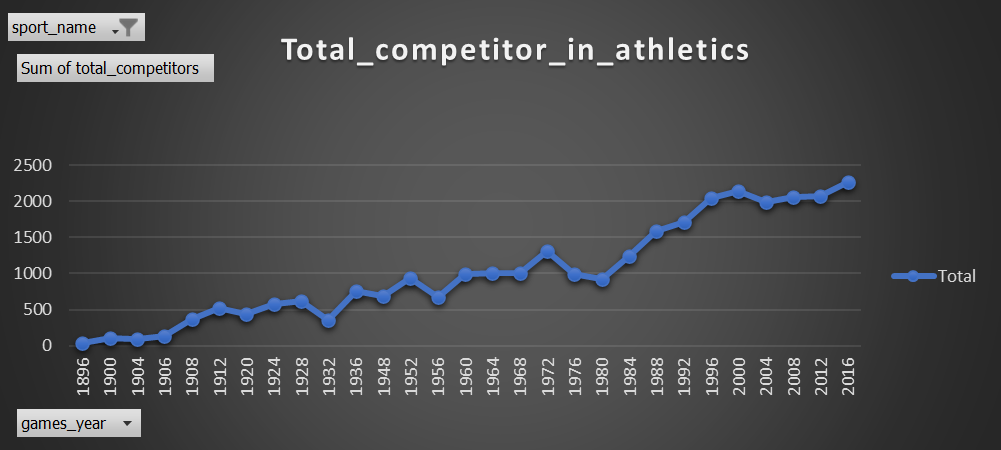 sport_name
Total_competitor_in_athletics
Sum of total_competitors
2500
2000
1500
1000
500
0
1896 1900 1904 1906 1908 1912 1920 1924 1928 1932 1936 1948 1952 1956 1960 1964 1968 1972 1976 1980 1984 1988 1992 1996 2000 2004 2008 2012 2016
Total
games_year